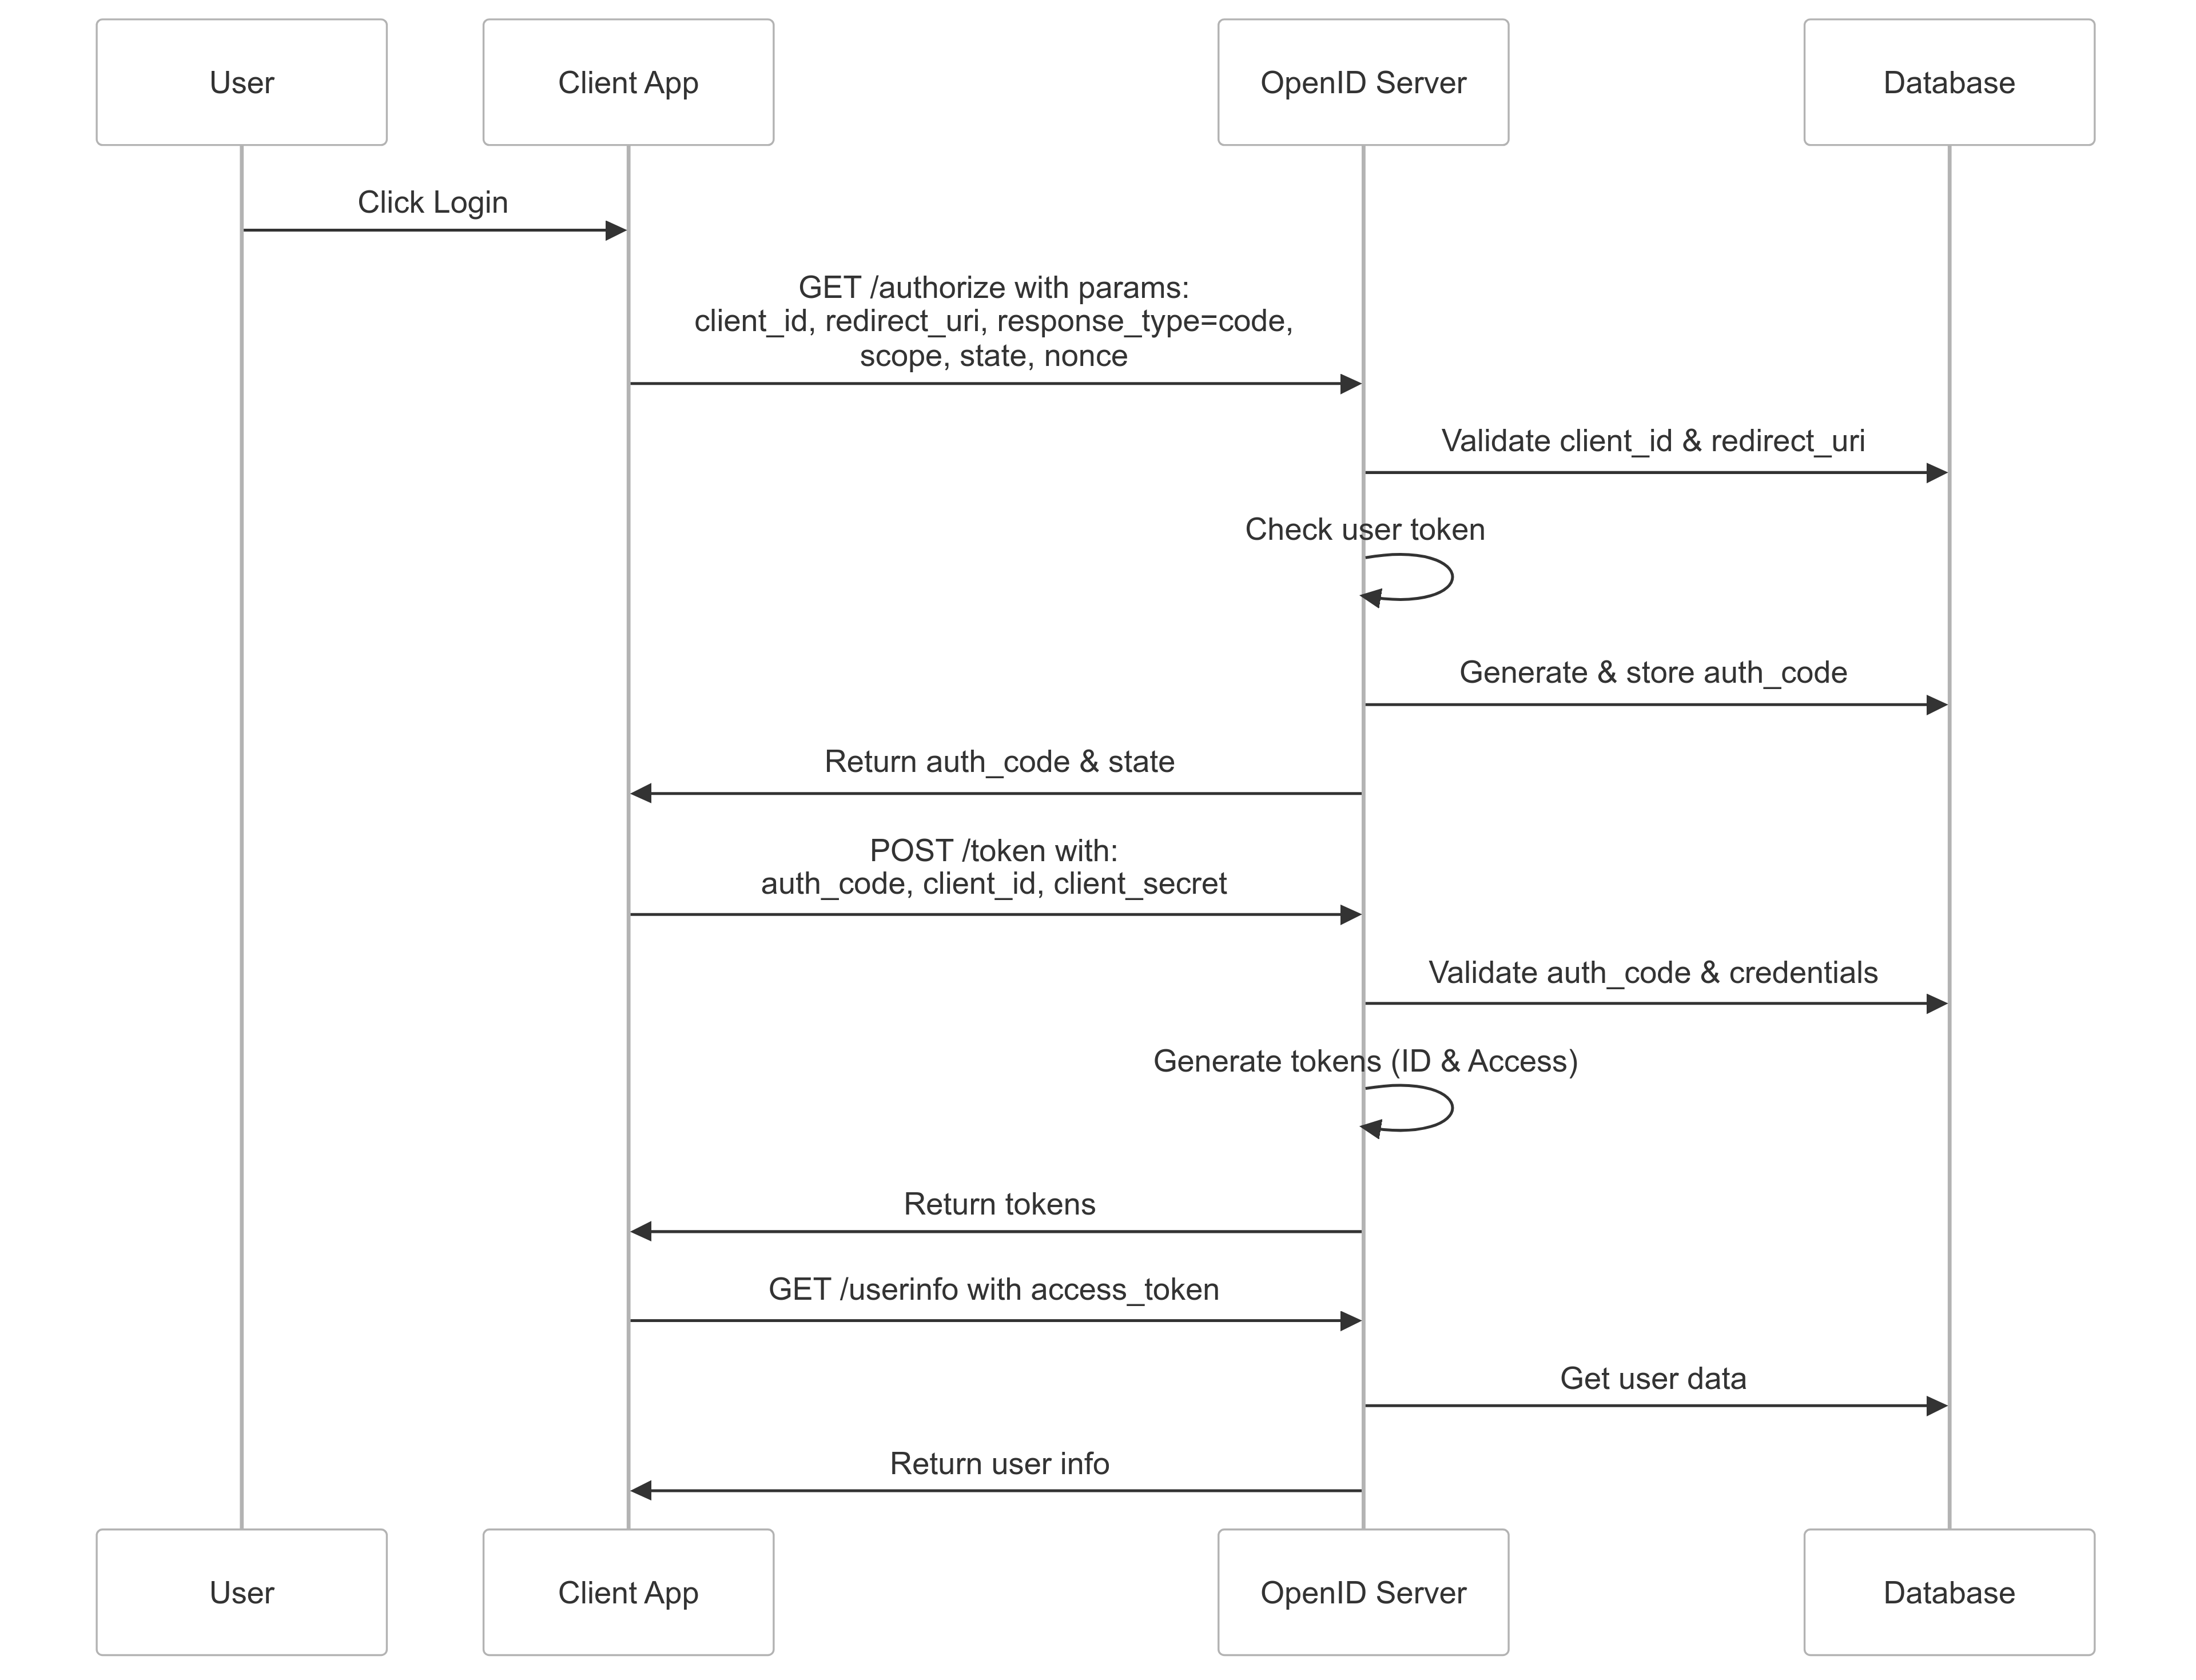 User
Client App
OpenID Server
Database
Click Login
GET /authorize with params:
client_id, redirect_uri, response_type=code,
scope, state, nonce
Validate client_id & redirect_uri
Check user token
Generate & store auth_code
Return auth_code & state
POST /token with:
auth_code, client_id, client_secret
Validate auth_code & credentials
Generate tokens (ID & Access)
Return tokens
GET /userinfo with access_token
Get user data
Return user info
User
Client App
OpenID Server
Database